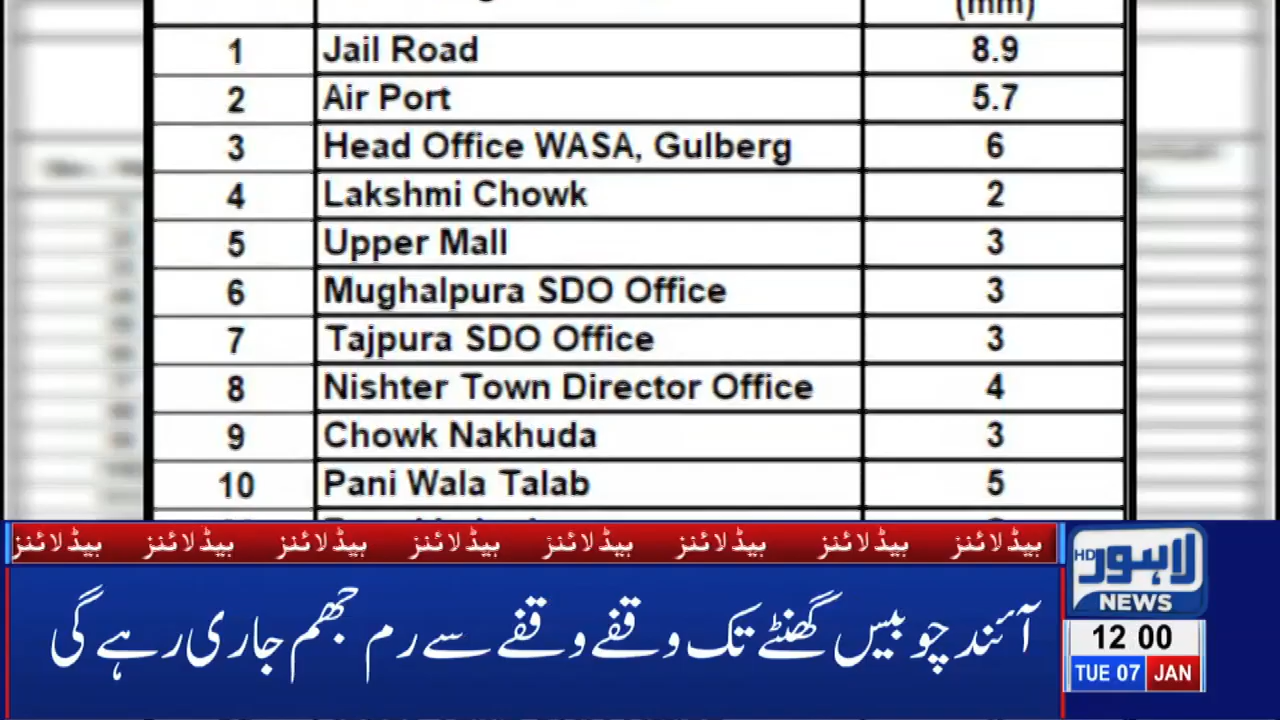 (mm)
1 Jail Road 8.9
2 Air Port 5.7
3 Head Office WASA, Gulberg 6
4 Lakshmi Chowk 2
5 Upper Mall 3
6 Mughalpura SDO Office 3
7 Tajpura SDO Office 3
8 Nishter Town Director Office 4
9 Chowk Nakhuda 3
10 Pani Wala Talab 5
ہیڈلائنز ہیڈلائنز ہیڈلائنز ہیڈلائنز ہیڈلائنز ہیڈلائنز ہیڈلائنز ہیڈلائنز
آئند چوبیس گھنٹے تک وقفے وقفے سے رم جھم جاری رہے گی
HD لاہور
NEWS
12 00
TUE 07 JAN